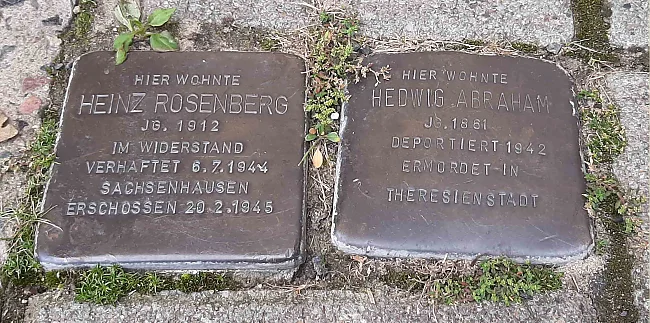 HIER WOHNTE
HEINZ ROSENBERG
JG. 1912
IM WIDERSTAND
VERHAFTET 6.7.1944
SACHSENHAUSEN
ERSCHOSSEN 20.2.1945
HIER WOHNTE
HEDWIG ABRAHAM
JG. 1861
DEPORTIERT 1942
ERMORDET IN
THERESIENSTADT